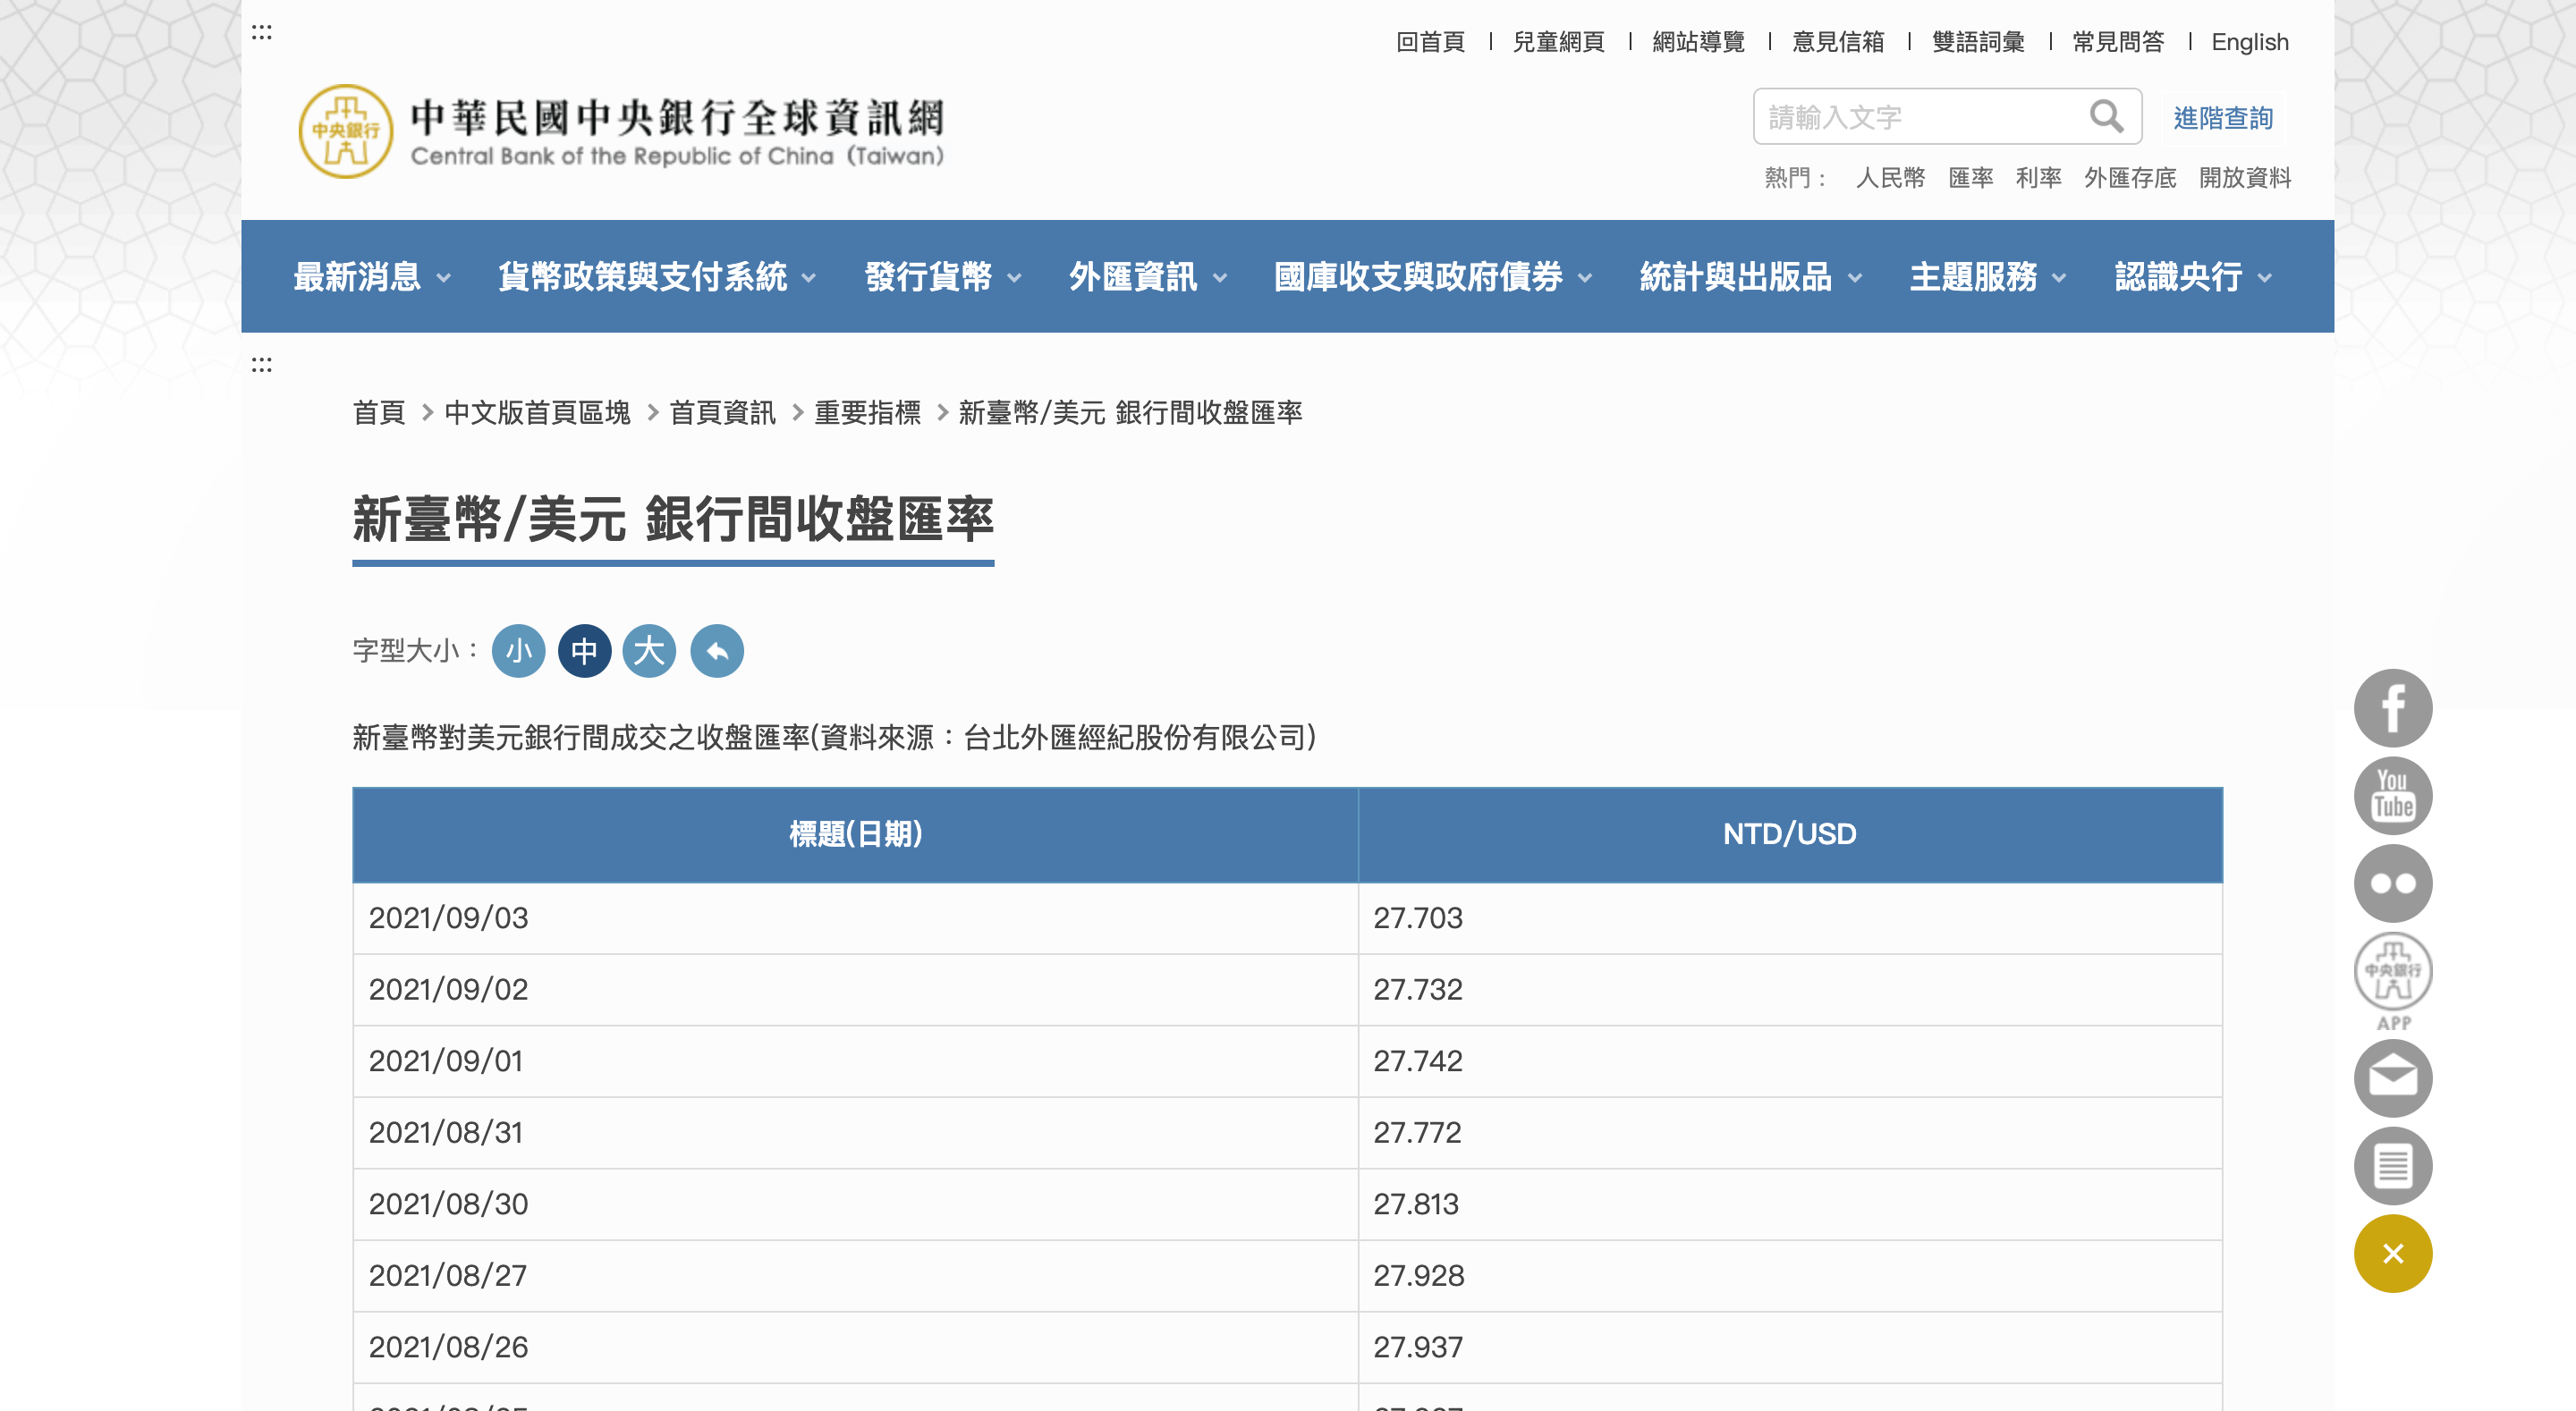 :::
回首頁 | 兒童網頁 | 網站導覽 | 意見信箱 | 雙語詞彙 | 常見問答 | English
中央銀行
中華民國中央銀行全球資訊網
Central Bank of the Republic of China (Taiwan)
請輸入文字
進階查詢
熱門： 人民幣 匯率 利率 外匯存底 開放資料
最新消息 貨幣政策與支付系統 發行貨幣 外匯資訊 國庫收支與政府債券 統計與出版品 主題服務 認識央行
:::
首頁 > 中文版首頁區塊 > 首頁資訊 > 重要指標 > 新臺幣/美元 銀行間收盤匯率
新臺幣/美元 銀行間收盤匯率
字型大小： 小 中 大
新臺幣對美元銀行間成交之收盤匯率(資料來源：台北外匯經紀股份有限公司)
標題(日期) NTD/USD
2021/09/03 27.703
2021/09/02 27.732
2021/09/01 27.742
2021/08/31 27.772
2021/08/30 27.813
2021/08/27 27.928
2021/08/26 27.937
f
You
Tube
中央銀行
APP